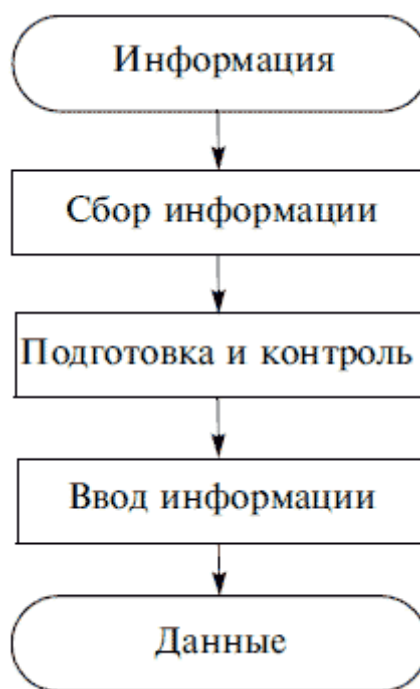 Информация
Сбор информации
Подготовка и контроль
Ввод информации
Данные